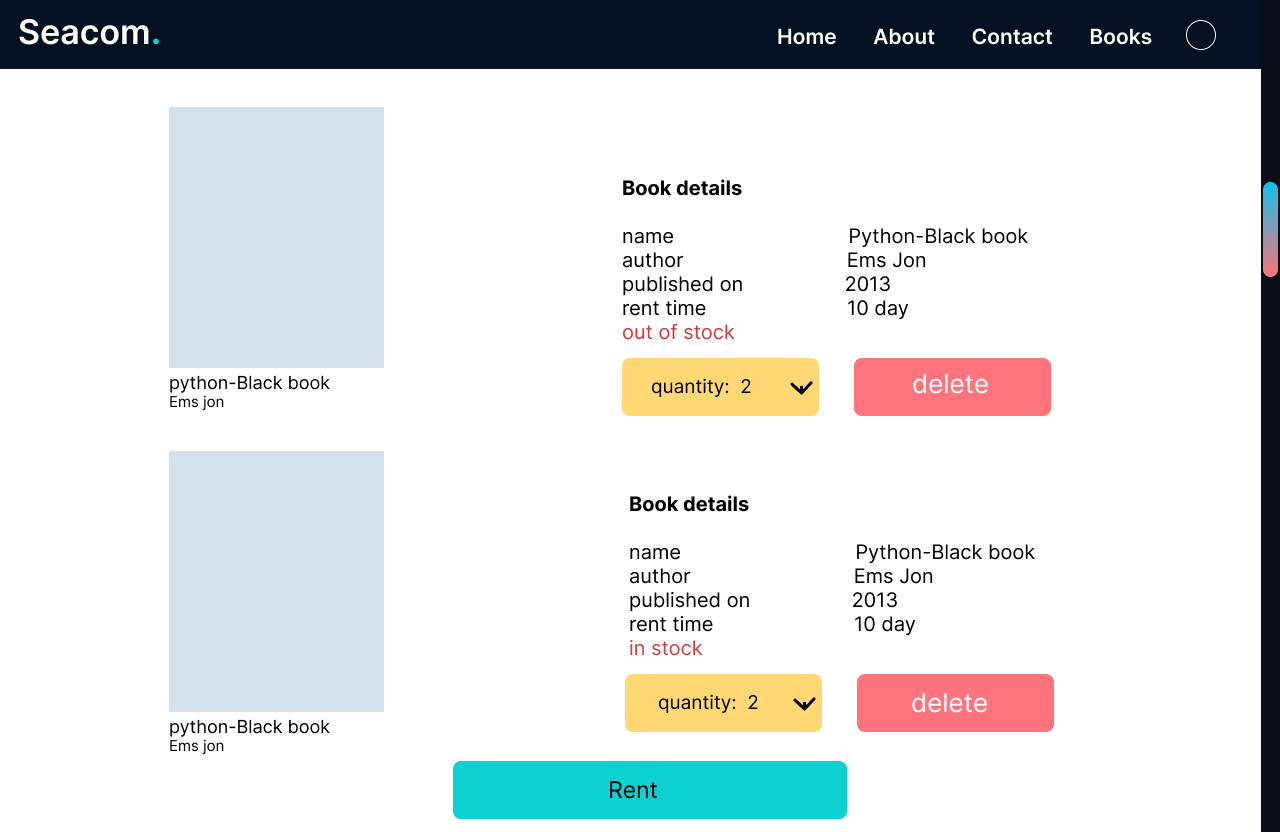 Seacom.
Home About Contact Books
python-Black book
Ems jon
Book details
name Python-Black book
author Ems Jon
published on 2013
rent time 10 day
out of stock
quantity: 2 delete
python-Black book
Ems jon
Book details
name Python-Black book
author Ems Jon
published on 2013
rent time 10 day
in stock
quantity: 2 delete
Rent